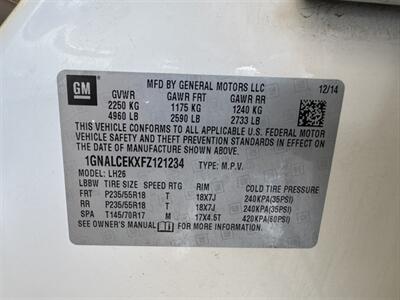 GM
MFD BY GENERAL MOTORS LLC
12/14
GVWR GAWR FRT GAWR RR
2250 KG 1175 KG 1240 KG
4960 LB 2590 LB 2733 LB
THIS VEHICLE CONFORMS TO ALL APPLICABLE U.S. FEDERAL MOTOR
VEHICLE SAFETY AND THEFT PREVENTION STANDARDS IN EFFECT ON
THE DATE OF MANUFACTURE SHOWN ABOVE.
1GNALCEKXFZ121234 TYPE: M.P.V.
MODEL: LH26
LBBW TIRE SIZE SPEED RTG RIM COLD TIRE PRESSURE
FRT P235/55R18 T 18X7J 240KPA(35PSI)
RR P235/55R18 T 18X7J 240KPA(35PSI)
SPA T145/70R17 M 17X4.5T 420KPA(60PSI)
SEE OWNER'S MANUAL FOR MORE INFORMATION.